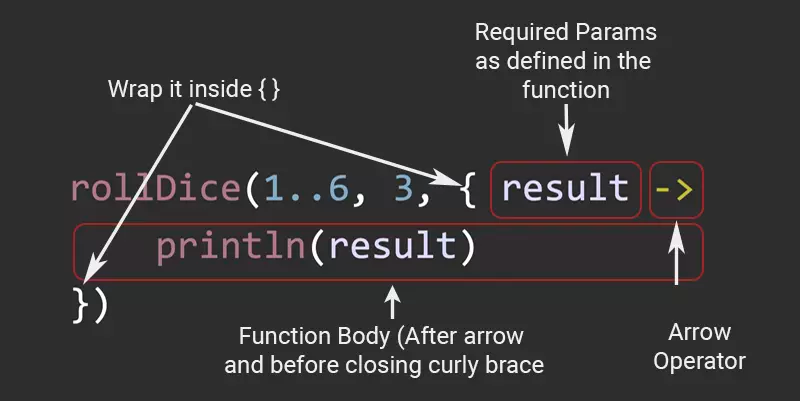 Required Params
as defined in the
function
Wrap it inside { }
rollDice(1..6, 3, { result ->
println(result)
})
Function Body (After arrow
and before closing curly brace
Arrow
Operator